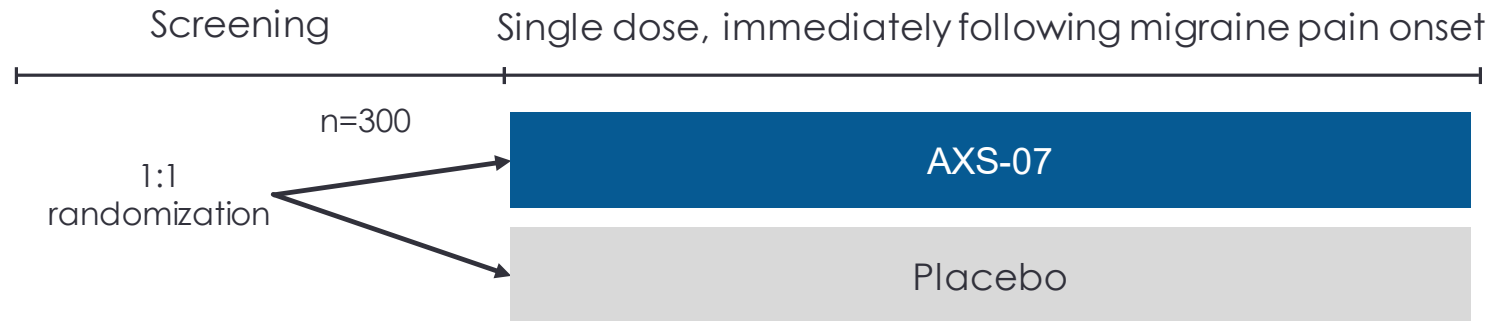 Screening
Single dose, immediately following migraine pain onset
n=300
1:1
randomization
AXS-07
Placebo